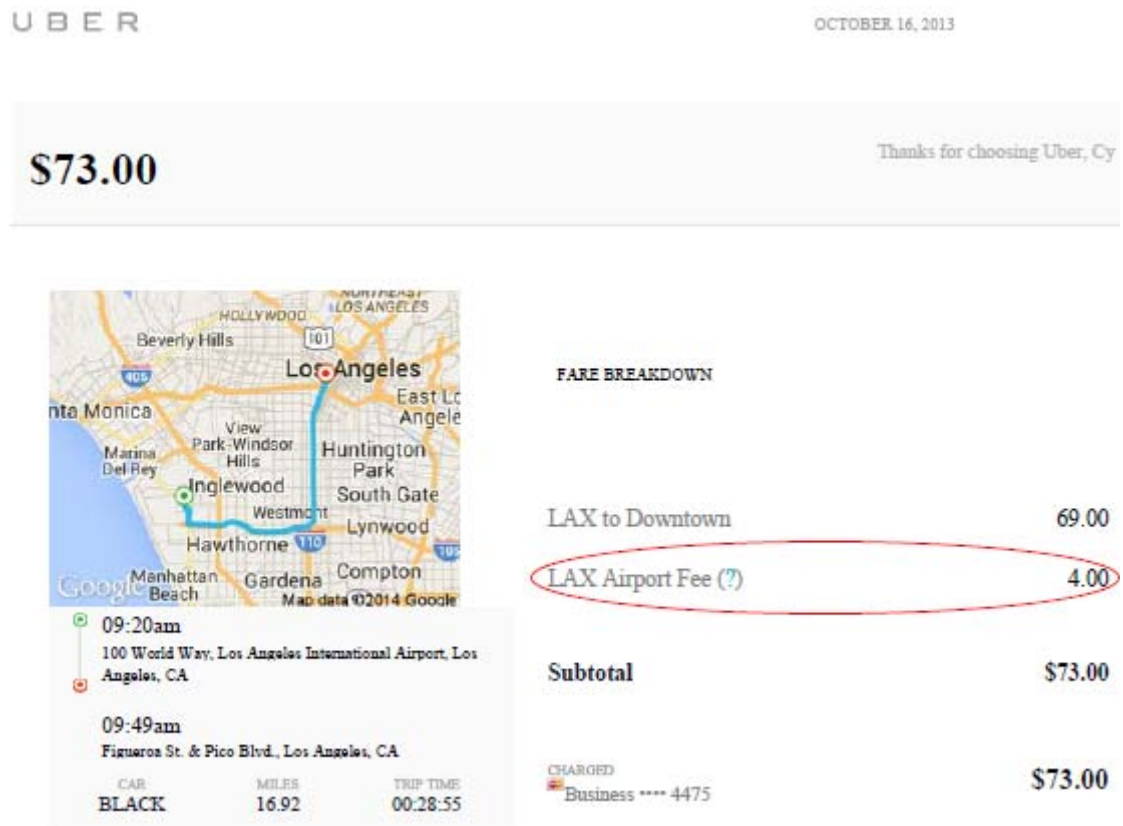 UBER
OCTOBER 16, 2013
$73.00
Thanks for choosing Uber, Cy
NORTHEAST
LOS ANGELES
HOLLYWOOD
101
Beverly Hills
Los Angeles
405
East Lo
Angele
nta Monica
View
Park-Windsor
Hills
Marina
Del Rey
Huntington
Park
Inglewood
South Gate
Westmont
Lynwood
Hawthorne
110
105
Manhattan
Beach
Gardena
Compton
Google
Map data ©2014 Google
09:20am
100 World Way, Los Angeles International Airport, Los
Angeles, CA
09:49am
Figueroa St. & Pico Blvd., Los Angeles, CA
CAR
MILES
TRIP TIME
BLACK
16.92
00:28:55
FARE BREAKDOWN
LAX to Downtown 69.00
LAX Airport Fee (?) 4.00
Subtotal $73.00
CHARGED
Business •••• 4475 $73.00